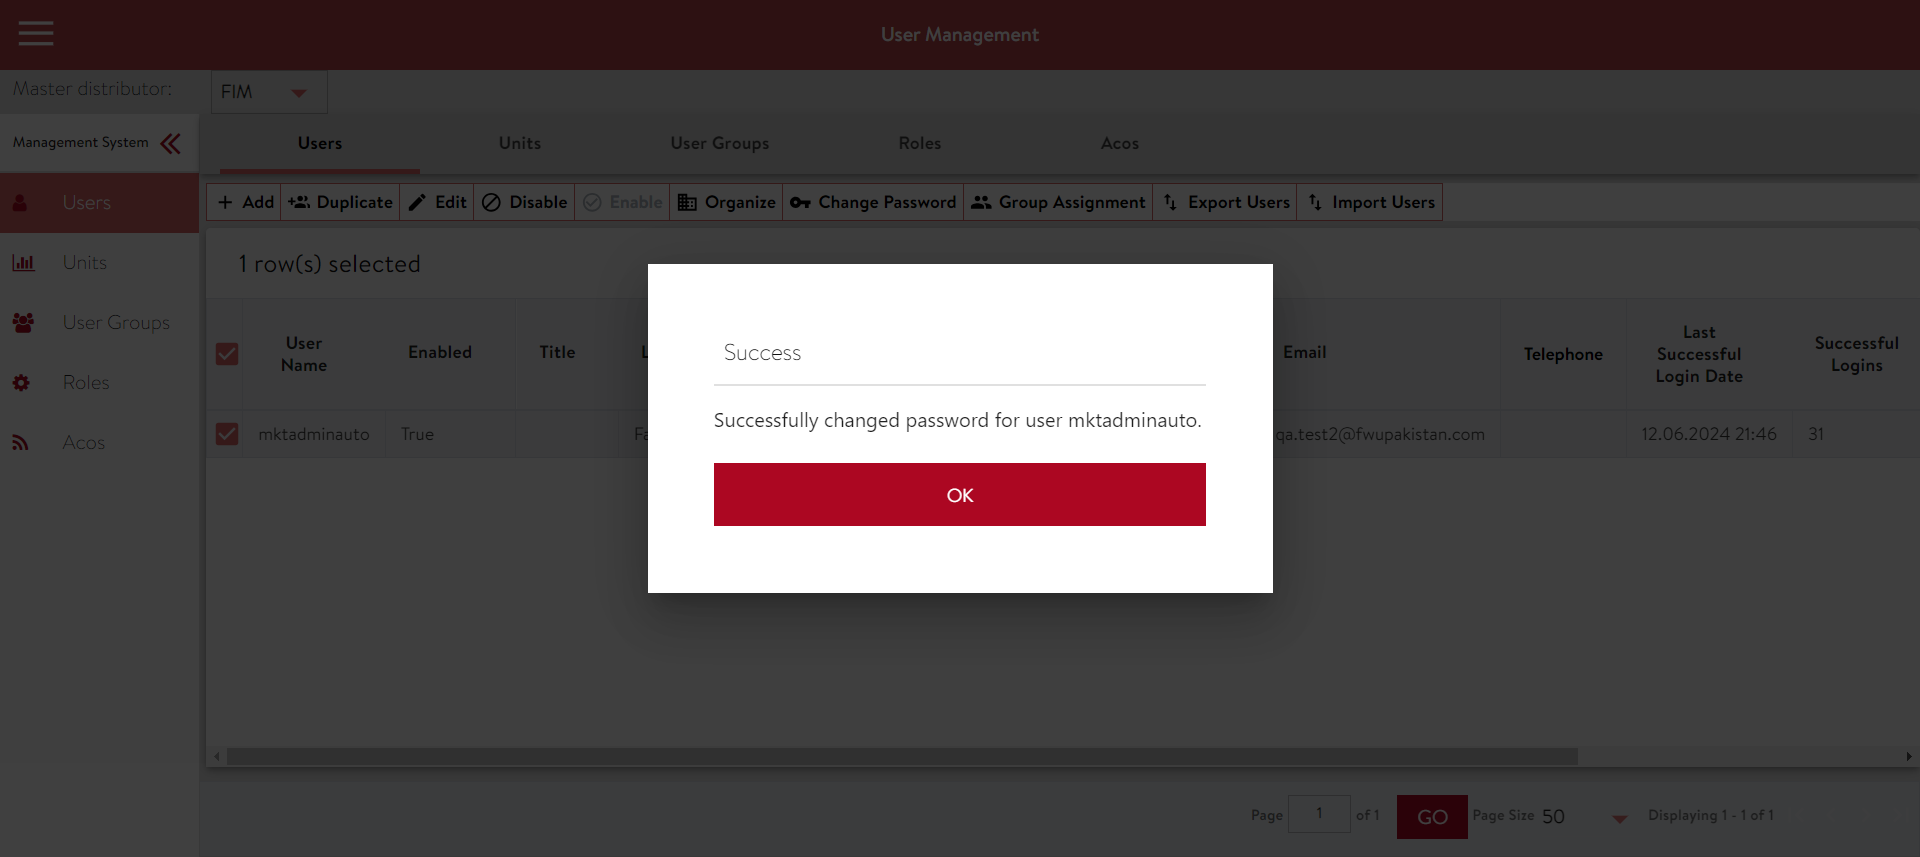 User Management
Master distributor:
FIM
Management System
Users
Units
User Groups
Roles
Acos
Users
Units
User Groups
Roles
Acos
Add
Duplicate
Edit
Disable
Enable
Organize
Change Password
Group Assignment
Export Users
Import Users
1 row(s) selected
User
Name
Enabled
Title
Email
Telephone
Last
Successful
Login Date
Successful
Logins
mktadminauto
True
qa.test2@fwupakistan.com
12.06.2024 21:46
31
Success
Successfully changed password for user mktadminauto.
OK
Page
1
of 1
GO
Page Size
50
Displaying 1 - 1 of 1